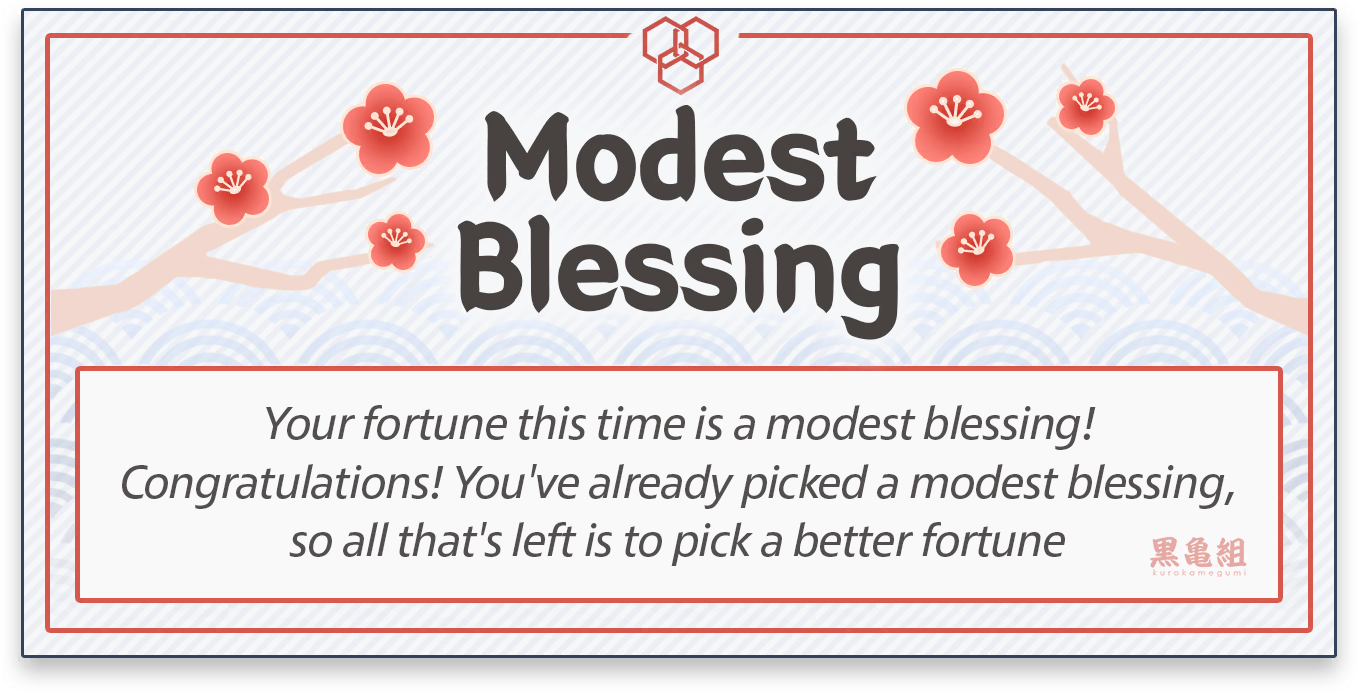 Modest
Blessing
Your fortune this time is a modest blessing!
Congratulations! You've already picked a modest blessing,
so all that's left is to pick a better fortune
黒亀組
kurokamegumi